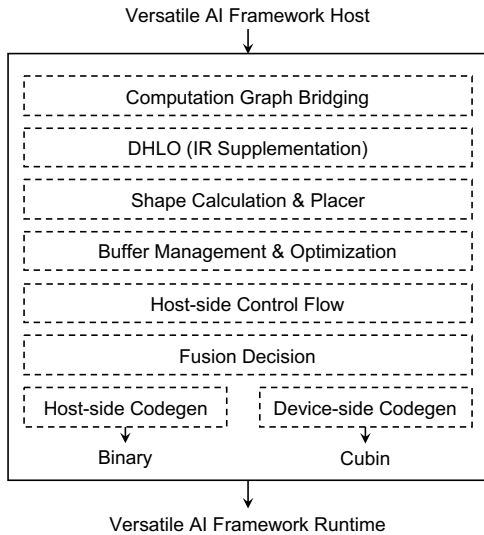 Versatile AI Framework Host
Computation Graph Bridging
DHLO (IR Supplementation)
Shape Calculation & Placer
Buffer Management & Optimization
Host-side Control Flow
Fusion Decision
Host-side Codegen
Device-side Codegen
Binary
Cubin
Versatile AI Framework Runtime